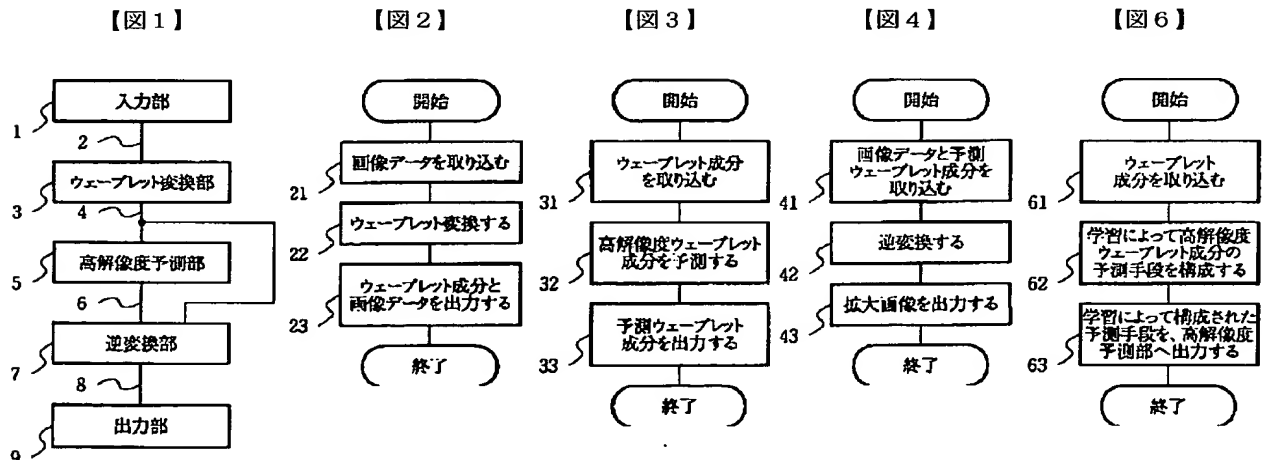 【図1】
入力部
1
2
ウェーブレット変換部
3
4
高解像度予測部
5
6
逆変換部
7
8
出力部
9
【図2】
開始
画像データを取り込む
21
ウェーブレット変換する
22
ウェーブレット成分と
画像データを出力する
23
終了
【図3】
開始
ウェーブレット成分
を取り込む
31
高解像度ウェーブレット
成分を予測する
32
予測ウェーブレット
成分を出力する
33
終了
【図4】
開始
画像データと予測
ウェーブレット成分を
取り込む
41
逆変換する
42
拡大画像を出力する
43
終了
【図6】
開始
ウェーブレット
成分を取り込む
61
学習によって高解像度
ウェーブレット成分の
予測手段を構成する
62
学習によって構成された
予測手段を、高解像度
予測部へ出力する
63
終了